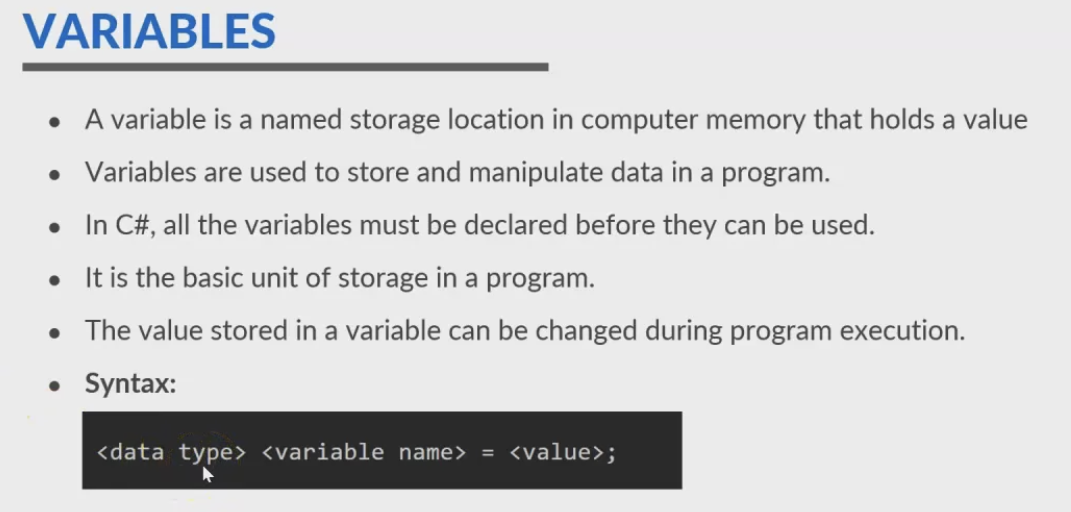 VARIABLES
• A variable is a named storage location in computer memory that holds a value
• Variables are used to store and manipulate data in a program.
• In C#, all the variables must be declared before they can be used.
• It is the basic unit of storage in a program.
• The value stored in a variable can be changed during program execution.
• Syntax:
<data type> <variable name> = <value>;